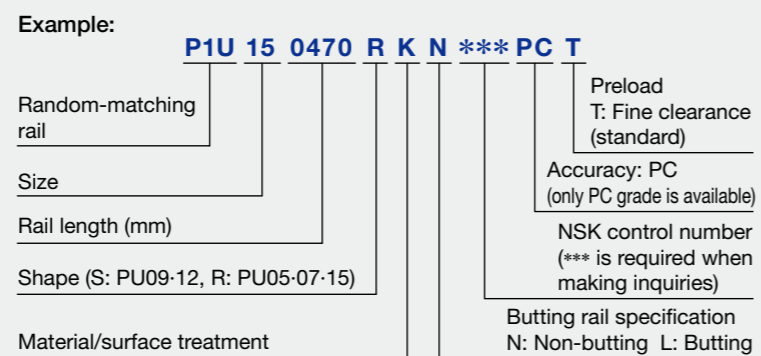 Example:
P1U 15 0470 R K N *** PC T
Random-matching
rail
Size
Rail length (mm)
Shape (S: PU09·12, R: PU05·07·15)
Material/surface treatment
Preload
T: Fine clearance
(standard)
Accuracy: PC
(only PC grade is available)
NSK control number
(*** is required when
making inquiries)
Butting rail specification
N: Non-butting L: Butting